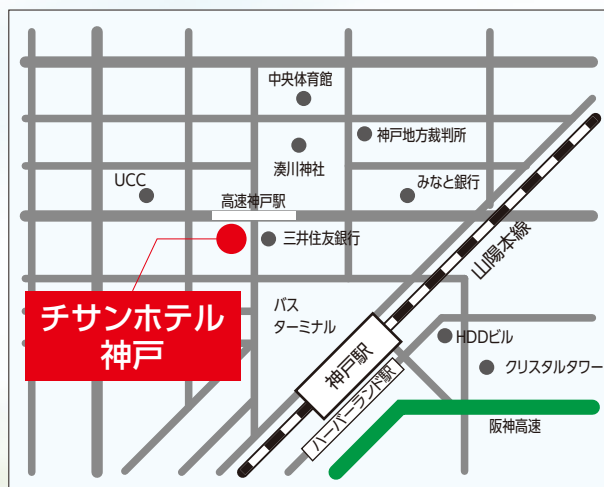 中央体育館
神戸地方裁判所
湊川神社
UCC
みなと銀行
高速神戸駅
三井住友銀行
山陽本線
チサンホテル
神戸
バス
ターミナル
神戸駅
HDDビル
ハーバーランド駅
クリスタルタワー
阪神高速